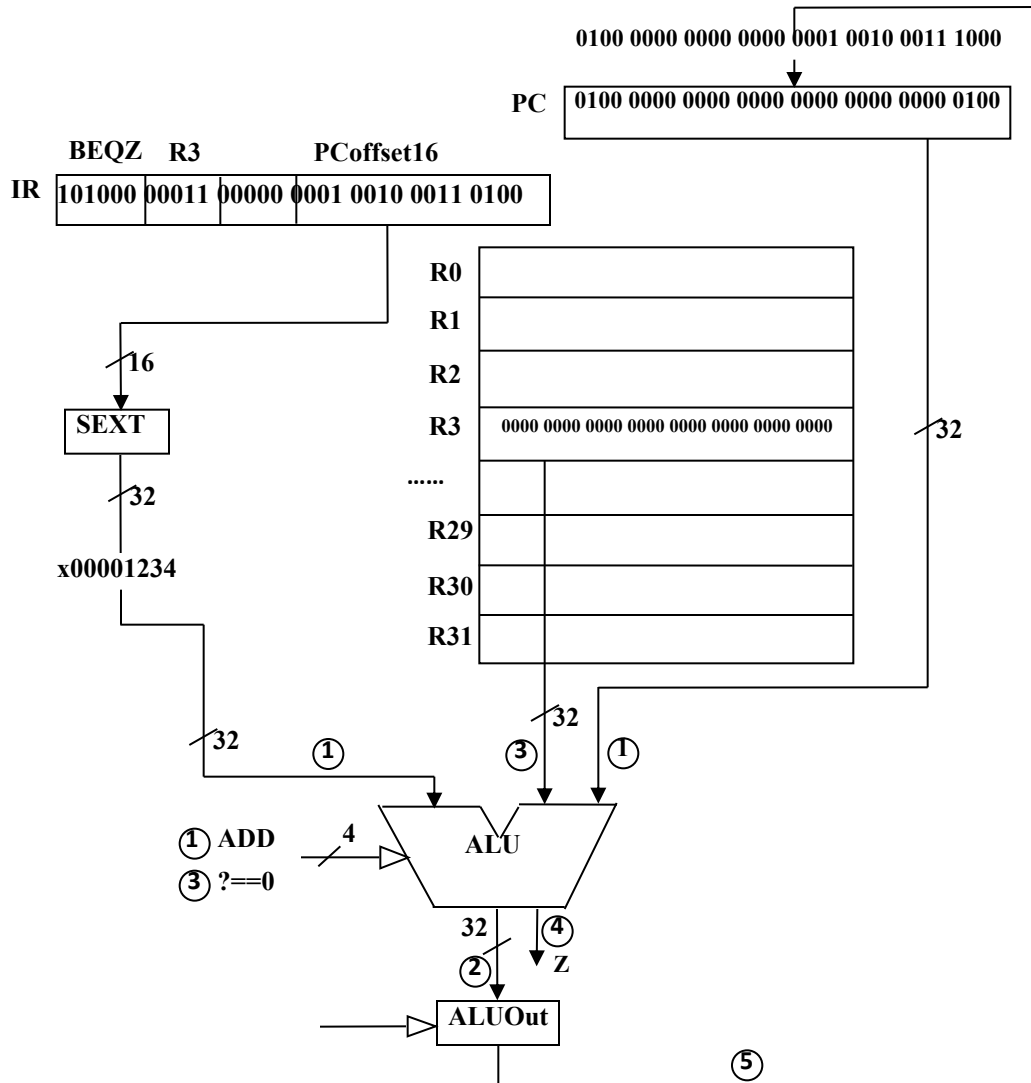 0100 0000 0000 0000 0001 0010 0011 1000
PC 0100 0000 0000 0000 0000 0000 0000 0100
BEQZ R3 PCoffset16
IR 101000 00011 00000 0001 0010 0011 0100
R0
R1
16
R2
SEXT
R3 0000 0000 0000 0000 0000 0000 0000 0000
32
32
......
R29
x00001234
R30
R31
32
32
1
3
1
1 ADD
4
ALU
3 ?==0
32
4
2
Z
ALUOut
5